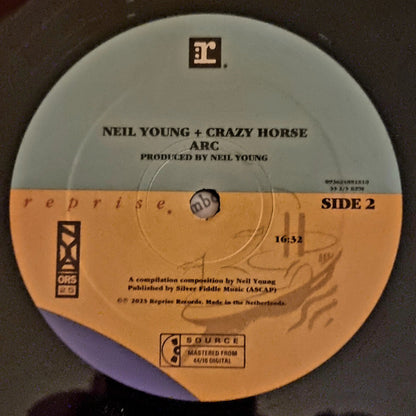 r
NEIL YOUNG + CRAZY HORSE
ARC
PRODUCED BY NEIL YOUNG
33 1/3 RPM
reprise
SIDE 2
16:32
ORS
25
A compilation composition by Neil Young
Published by Silver Fiddle Music (ASCAP)
©℗ 2025 Reprise Records. Made in the Netherlands.
SOURCE
MASTERED FROM
44/16 DIGITAL